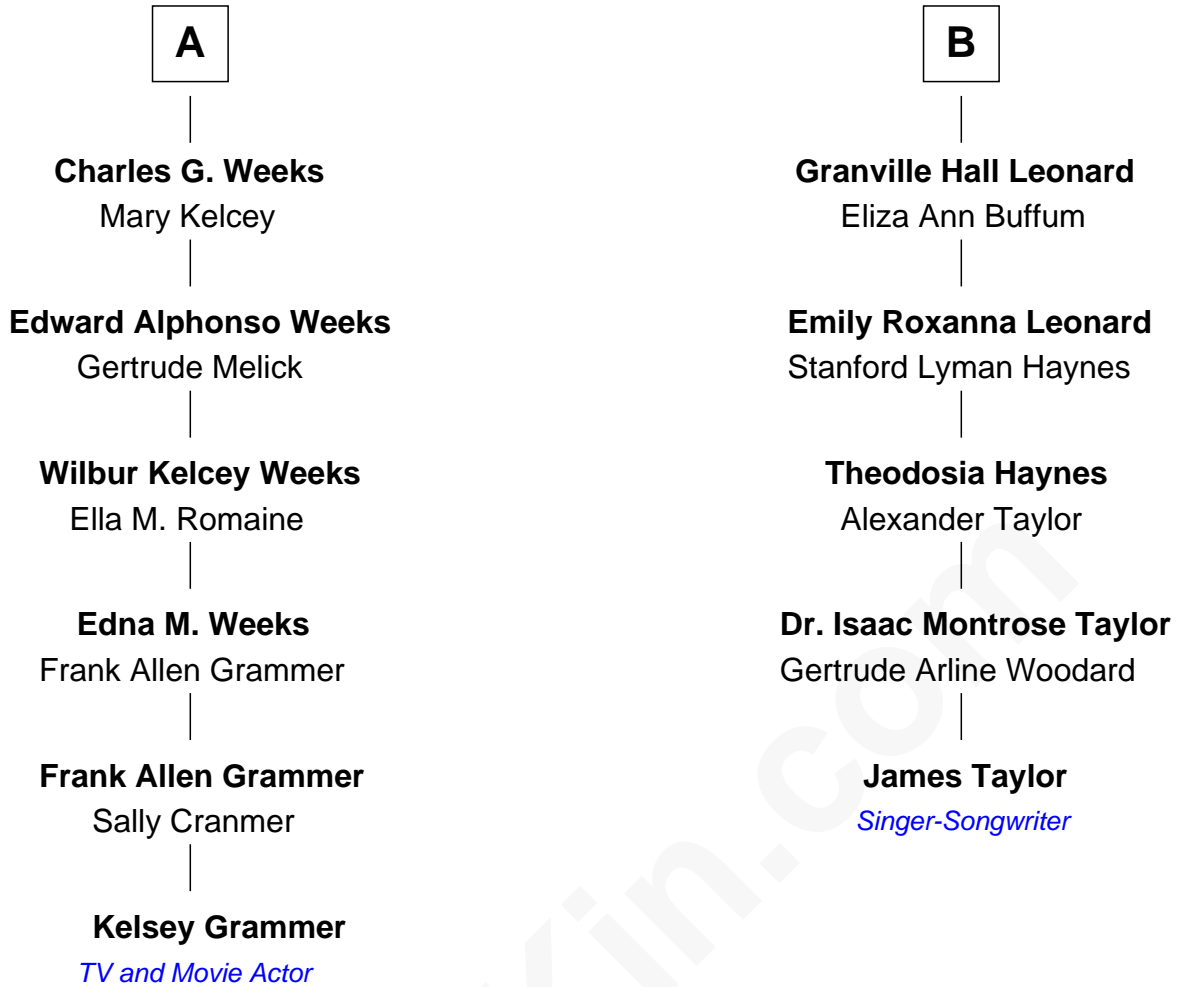 A
Charles G. Weeks
Mary Kelcey
Edward Alphonso Weeks
Gertrude Melick
Wilbur Kelcey Weeks
Ella M. Romaine
Edna M. Weeks
Frank Allen Grammer
Frank Allen Grammer
Sally Cranmer
Kelsey Grammer
TV and Movie Actor
B
Granville Hall Leonard
Eliza Ann Buffum
Emily Roxanna Leonard
Stanford Lyman Haynes
Theodosia Haynes
Alexander Taylor
Dr. Isaac Montrose Taylor
Gertrude Arline Woodard
James Taylor
Singer-Songwriter
Kin.com